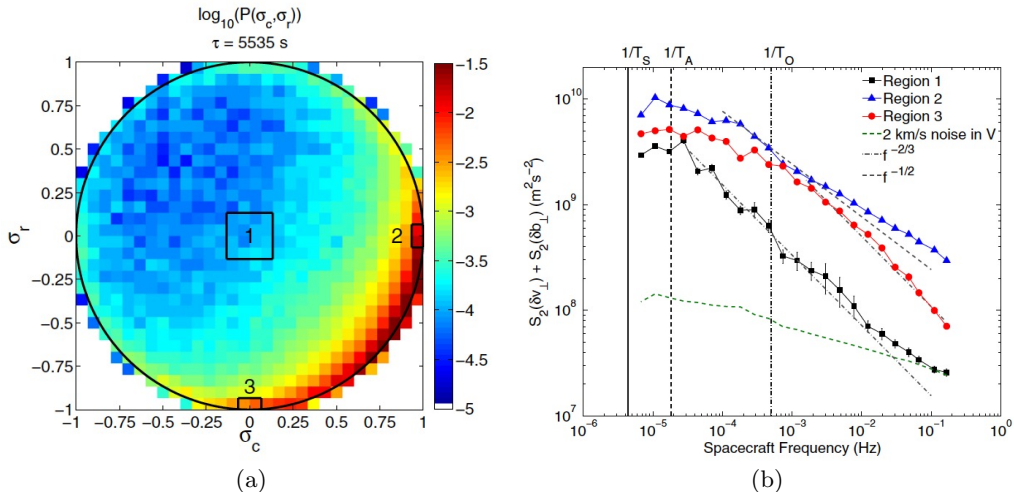 log10(P(σc,σr))
τ = 5535 s
1
0.75
0.5
0.25
0
-0.25
-0.5
-0.75
-1
σr
1
2
3
-1 -0.75 -0.5 -0.25 0 0.25 0.5 0.75 1
σc
-1.5
-2
-2.5
-3
-3.5
-4
-4.5
-5
(a)
1/TS 1/TA 1/TO
Region 1
Region 2
Region 3
2 km/s noise in V
f -2/3
f -1/2
S2(δv⊥) + S2(δb⊥) (m2s-2)
10^10
10^9
10^8
10^7
10^-6 10^-5 10^-4 10^-3 10^-2 10^-1 10^0
Spacecraft Frequency (Hz)
(b)